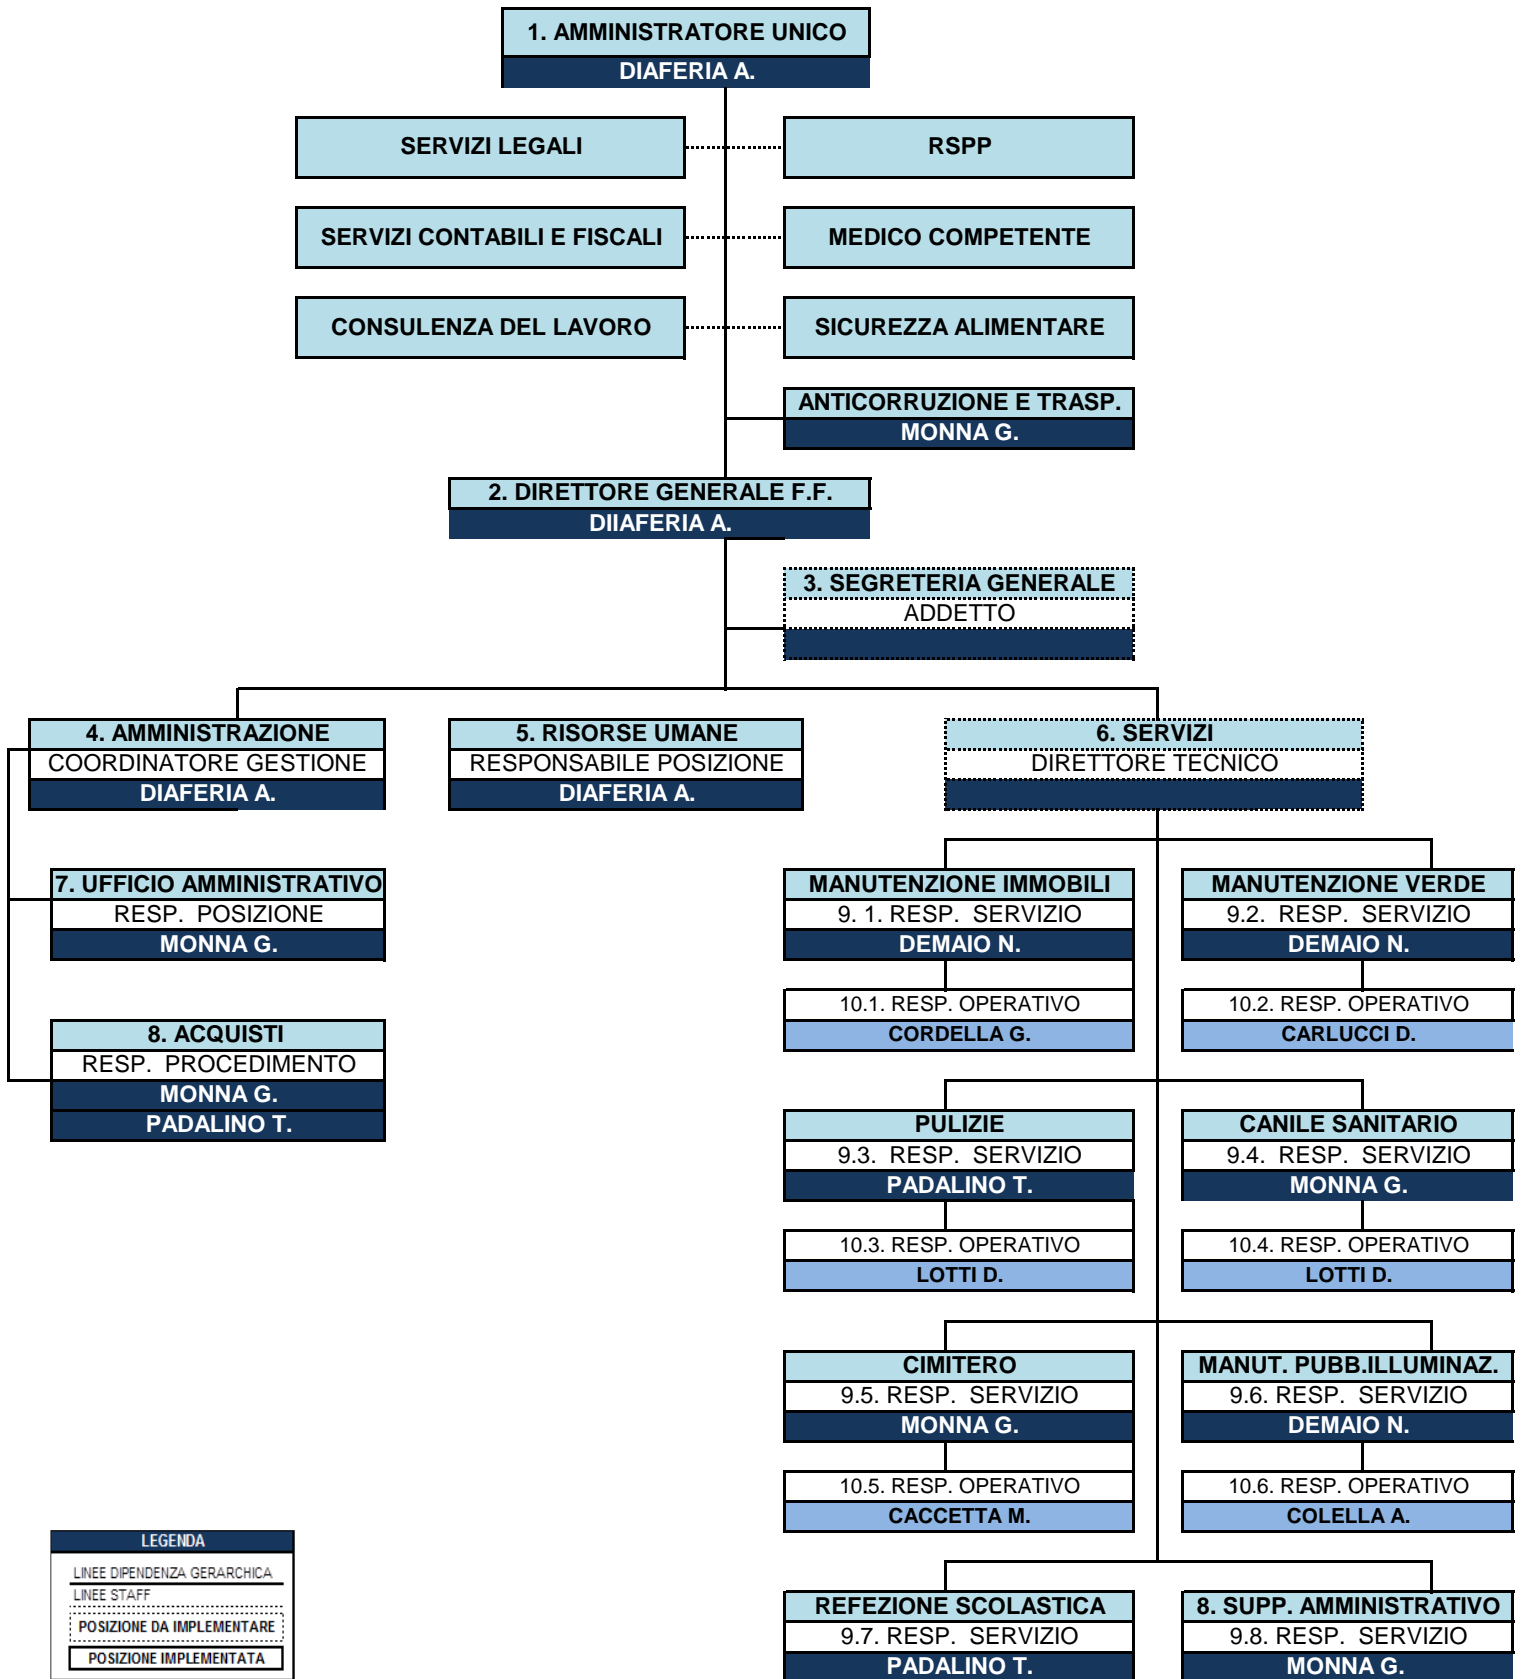 1. AMMINISTRATORE UNICO
DIAFERIA A.
SERVIZI LEGALI
RSPP
SERVIZI CONTABILI E FISCALI
MEDICO COMPETENTE
CONSULENZA DEL LAVORO
SICUREZZA ALIMENTARE
ANTICORRUZIONE E TRASP.
MONNA G.
2. DIRETTORE GENERALE F.F.
DIIAFERIA A.
3. SEGRETERIA GENERALE
ADDETTO
4. AMMINISTRAZIONE
COORDINATORE GESTIONE
DIAFERIA A.
5. RISORSE UMANE
RESPONSABILE POSIZIONE
DIAFERIA A.
6. SERVIZI
DIRETTORE TECNICO
7. UFFICIO AMMINISTRATIVO
RESP. POSIZIONE
MONNA G.
8. ACQUISTI
RESP. PROCEDIMENTO
MONNA G.
PADALINO T.
MANUTENZIONE IMMOBILI
9. 1. RESP. SERVIZIO
DEMAIO N.
10.1. RESP. OPERATIVO
CORDELLA G.
MANUTENZIONE VERDE
9.2. RESP. SERVIZIO
DEMAIO N.
10.2. RESP. OPERATIVO
CARLUCCI D.
PULIZIE
9.3. RESP. SERVIZIO
PADALINO T.
10.3. RESP. OPERATIVO
LOTTI D.
CANILE SANITARIO
9.4. RESP. SERVIZIO
MONNA G.
10.4. RESP. OPERATIVO
LOTTI D.
CIMITERO
9.5. RESP. SERVIZIO
MONNA G.
10.5. RESP. OPERATIVO
CACCETTA M.
MANUT. PUBB.ILLUMINAZ.
9.6. RESP. SERVIZIO
DEMAIO N.
10.6. RESP. OPERATIVO
COLELLA A.
REFEZIONE SCOLASTICA
9.7. RESP. SERVIZIO
PADALINO T.
8. SUPP. AMMINISTRATIVO
9.8. RESP. SERVIZIO
MONNA G.
LEGENDA
LINEE DIPENDENZA GERARCHICA
LINEE STAFF
POSIZIONE DA IMPLEMENTARE
POSIZIONE IMPLEMENTATA